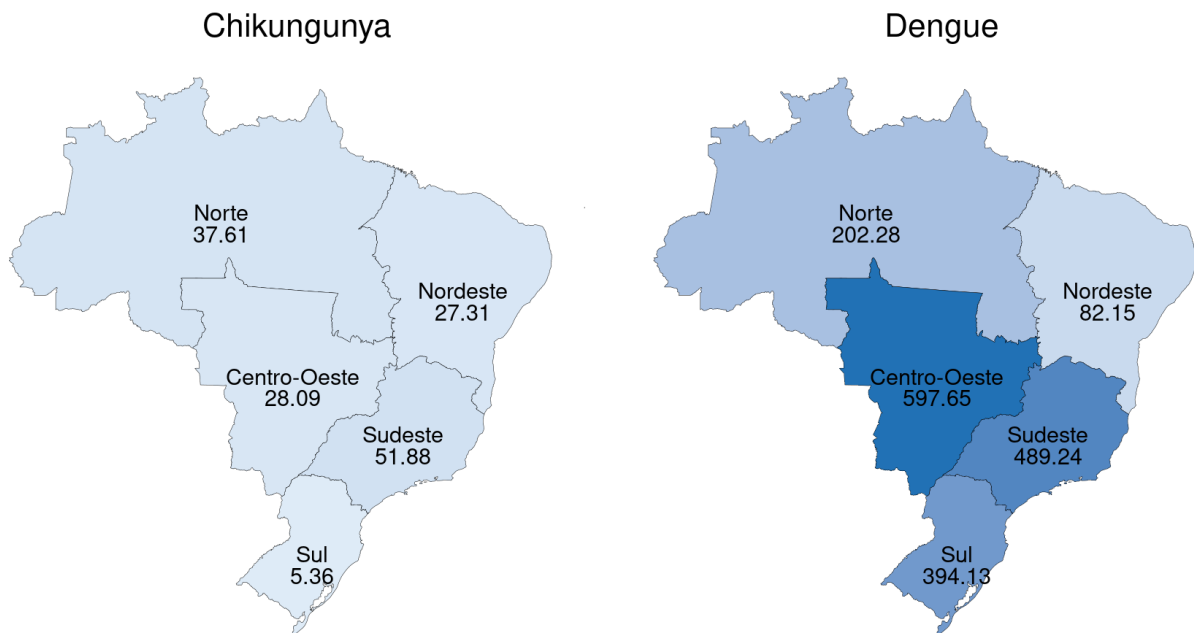 Chikungunya
Norte
37.61
Nordeste
27.31
Centro-Oeste
28.09
Sudeste
51.88
Sul
5.36
Dengue
Norte
202.28
Nordeste
82.15
Centro-Oeste
597.65
Sudeste
489.24
Sul
394.13